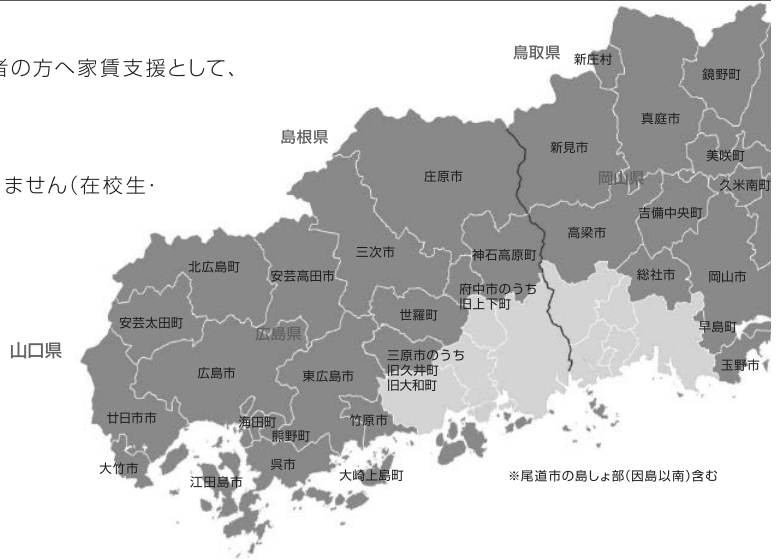 者の方へ家賃支援として、
ません（在校生・
鳥取県
新庄村
鏡野町
真庭市
島根県
新見市
美咲町
庄原市
岡山県
久米南町
吉備中央町
高梁市
三次市
神石高原町
北広島町
安芸高田市
総社市
岡山市
府中市のうち
旧上下町
世羅町
安芸太田町
広島県
早島町
山口県
三原市のうち
旧久井町
旧大和町
玉野市
広島市
東広島市
廿日市市
海田町
竹原市
熊野町
呉市
大竹市
江田島市
大崎上島町
※尾道市の島しょ部（因島以南）含む